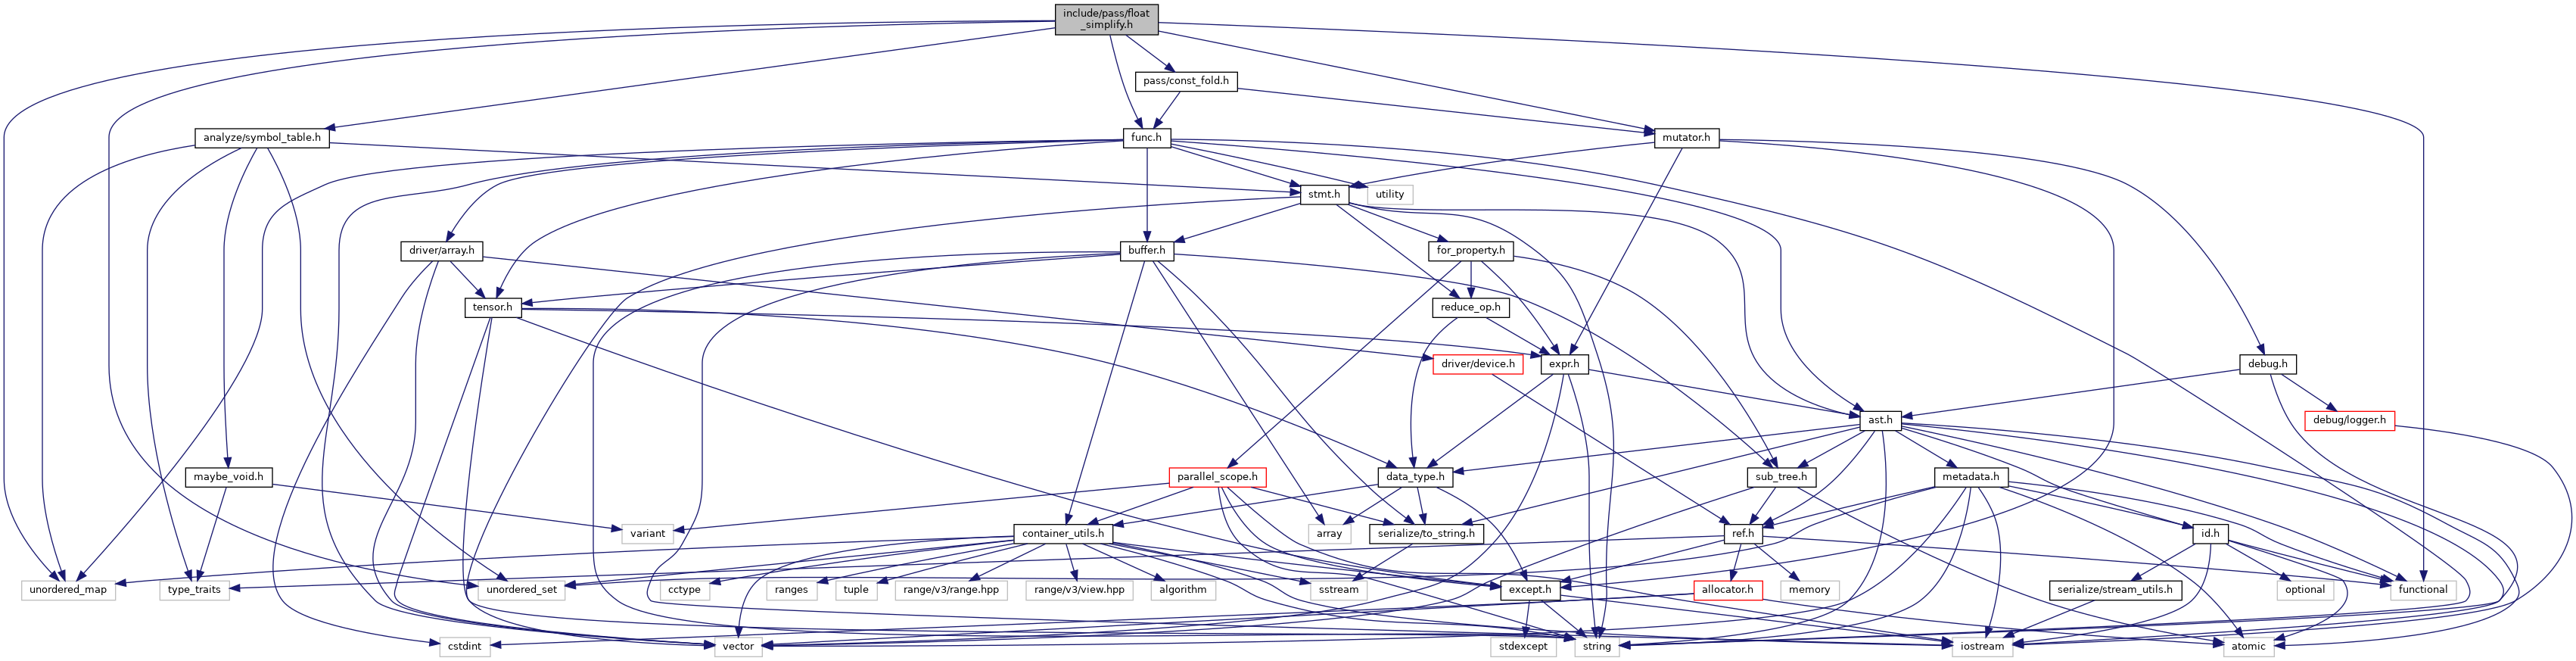 include/pass/float
_simplify.h
pass/const_fold.h
analyze/symbol_table.h
func.h
mutator.h
stmt.h
utility
driver/array.h
buffer.h
for_property.h
tensor.h
reduce_op.h
driver/device.h
expr.h
debug.h
ast.h
debug/logger.h
maybe_void.h
parallel_scope.h
data_type.h
sub_tree.h
metadata.h
variant
container_utils.h
array
serialize/to_string.h
ref.h
id.h
unordered_map
type_traits
unordered_set
cctype
ranges
tuple
range/v3/range.hpp
range/v3/view.hpp
algorithm
sstream
except.h
allocator.h
memory
serialize/stream_utils.h
optional
functional
cstdint
vector
stdexcept
string
iostream
atomic